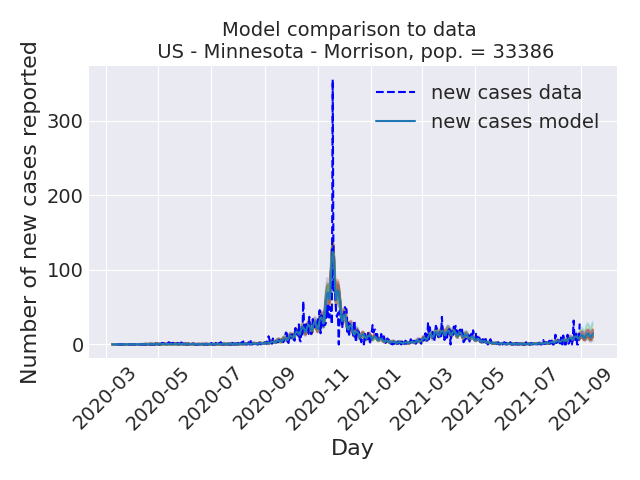 Model comparison to data
US - Minnesota - Morrison, pop. = 33386
Number of new cases reported
300
200
100
0
new cases data
new cases model
2020-03
2020-05
2020-07
2020-09
2020-11
2021-01
2021-03
2021-05
2021-07
2021-09
Day